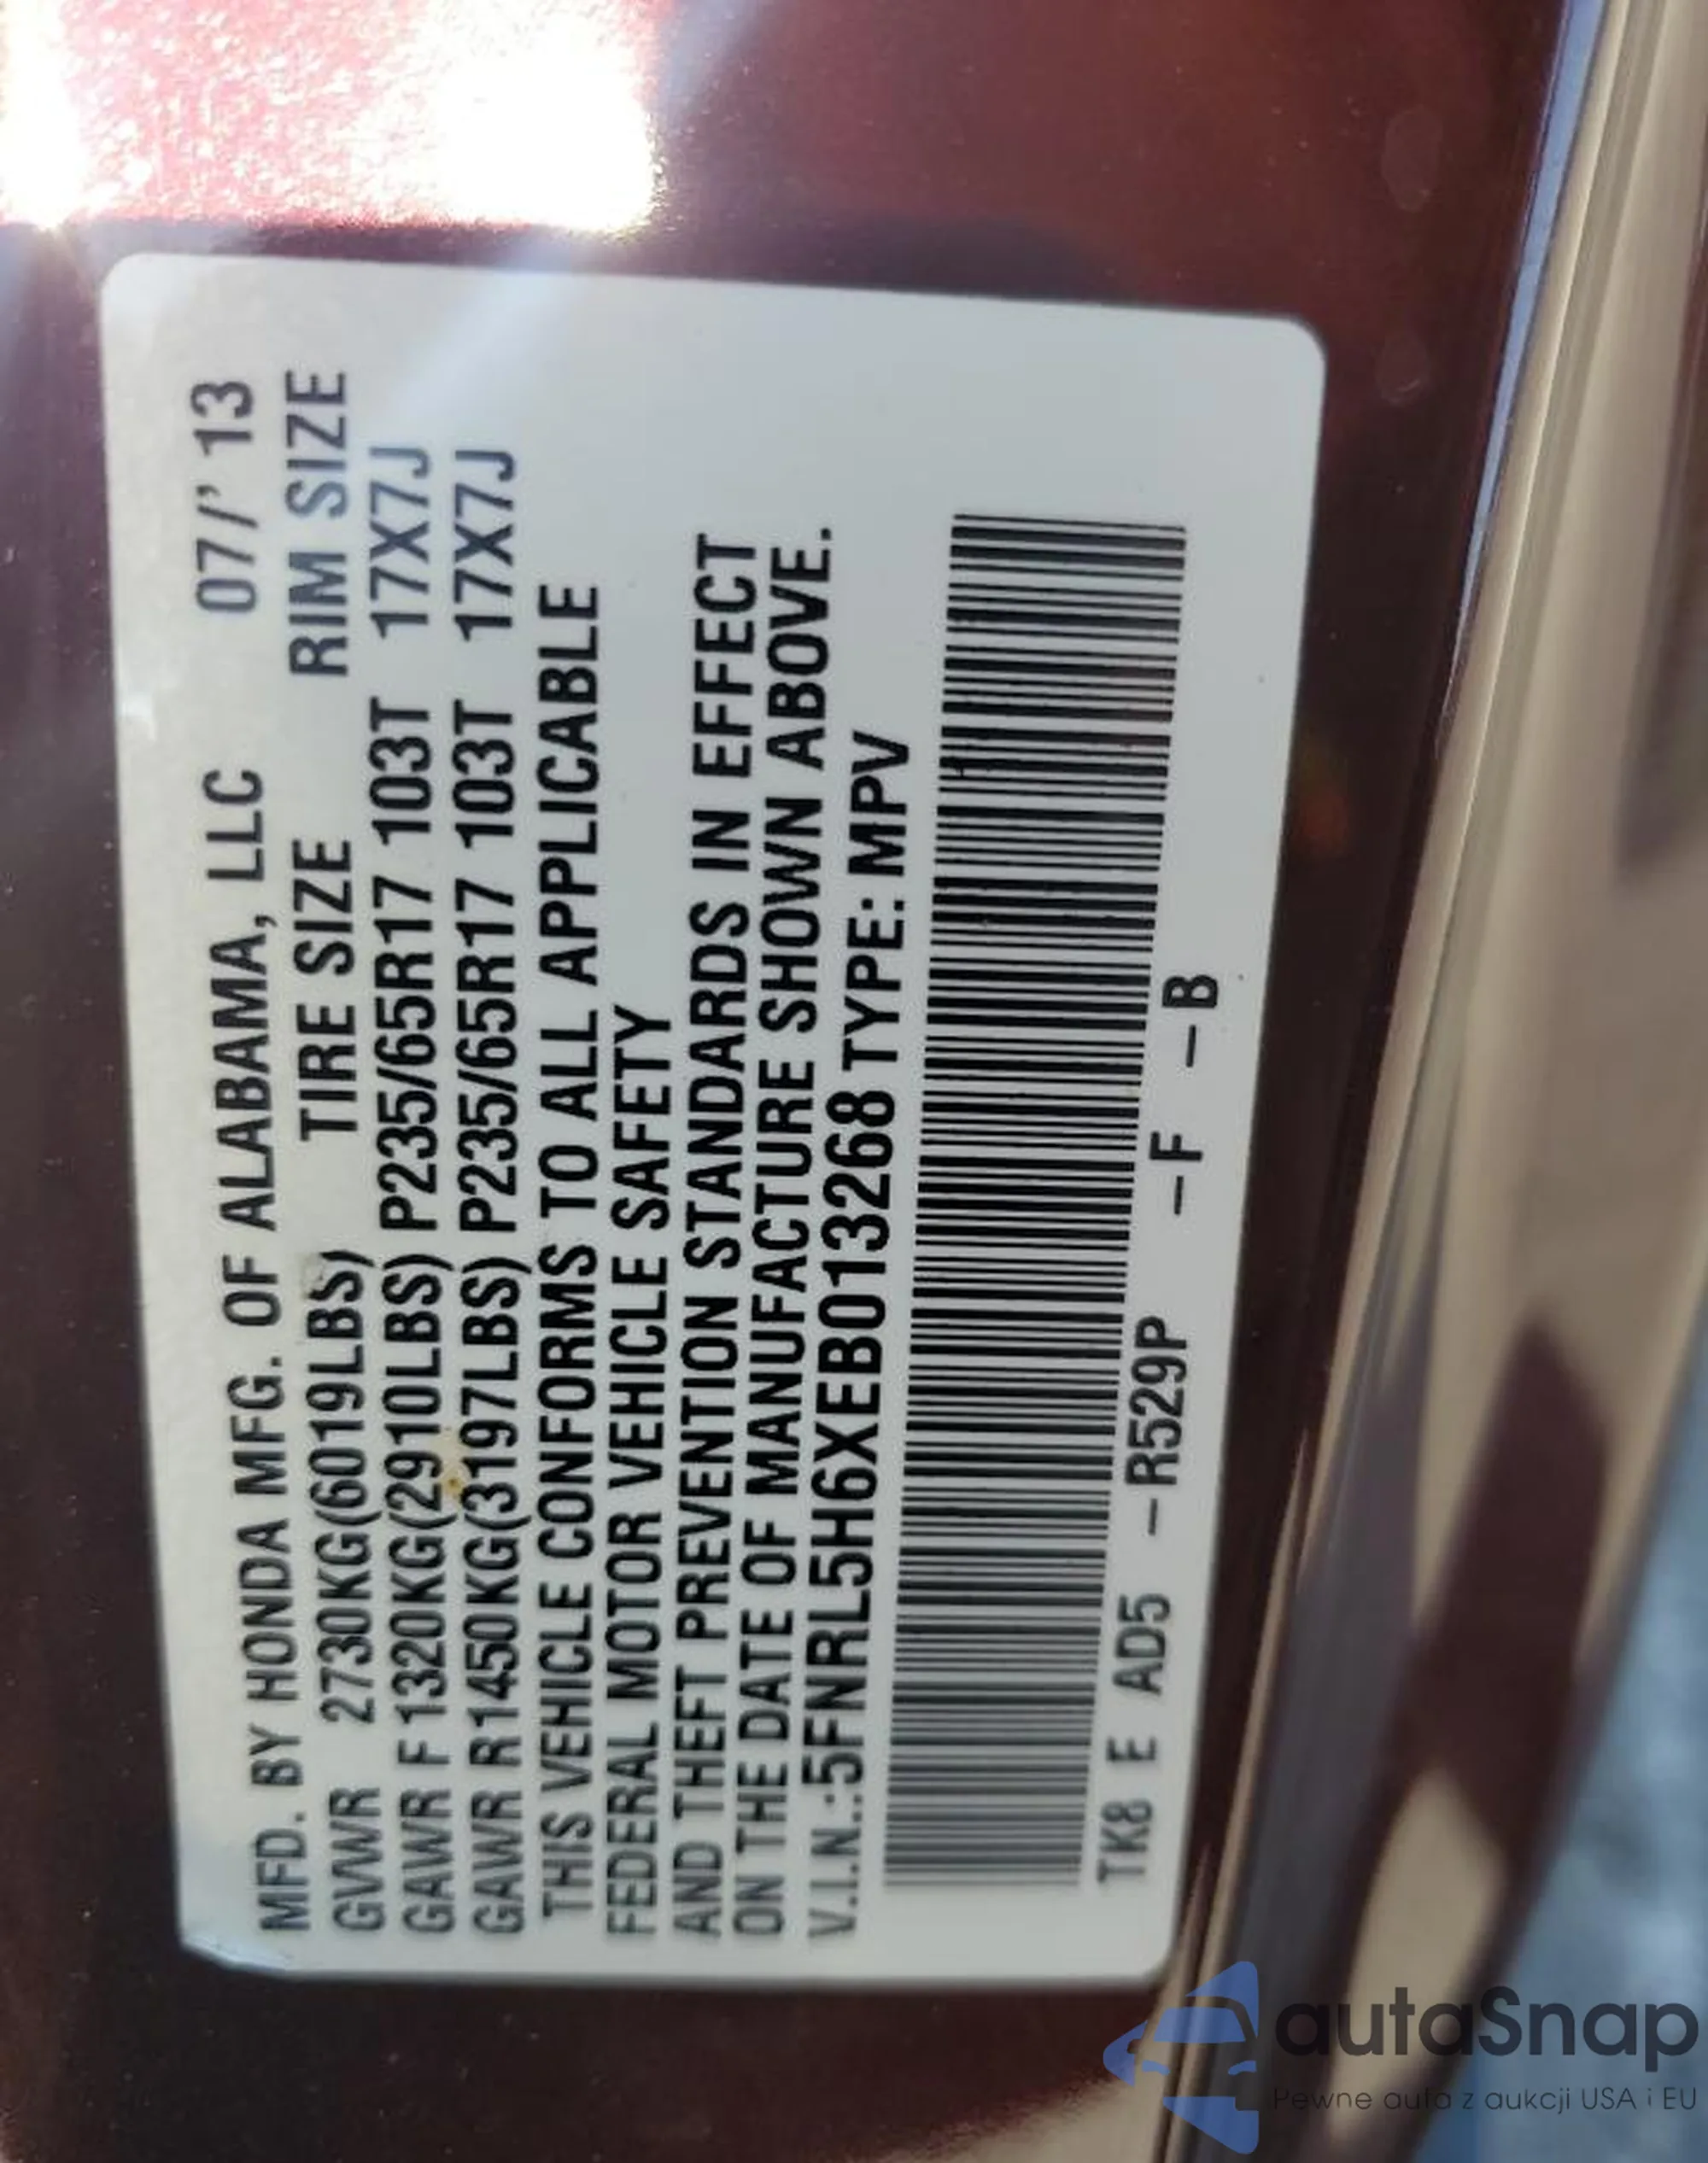 MFD. BY HONDA MFG. OF ALABAMA, LLC 07/'13
GVWR 2730KG(6019LBS) TIRE SIZE RIM SIZE
GAWR F 1320KG(2910LBS) P235/65R17 103T 17X7J
GAWR R1450KG(3197LBS) P235/65R17 103T 17X7J
THIS VEHICLE CONFORMS TO ALL APPLICABLE
FEDERAL MOTOR VEHICLE SAFETY
AND THEFT PREVENTION STANDARDS IN EFFECT
ON THE DATE OF MANUFACTURE SHOWN ABOVE.
V.I.N.:5FNRL5H6XEB013268 TYPE: MPV
TK8 E AD5 –R529P –F –B
autaSnap
Pewne auta z aukcji USA i EU